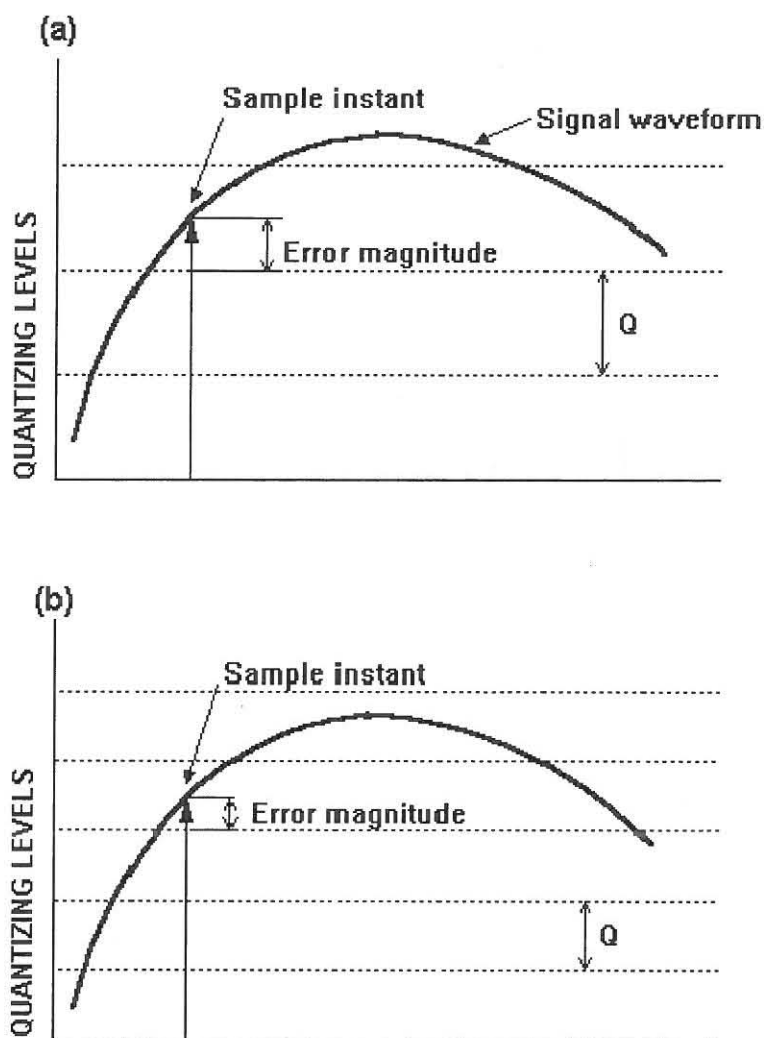 (a)
Sample instant
Signal waveform
Error magnitude
Q
QUANTIZING LEVELS
(b)
Sample instant
Error magnitude
Q
QUANTIZING LEVELS